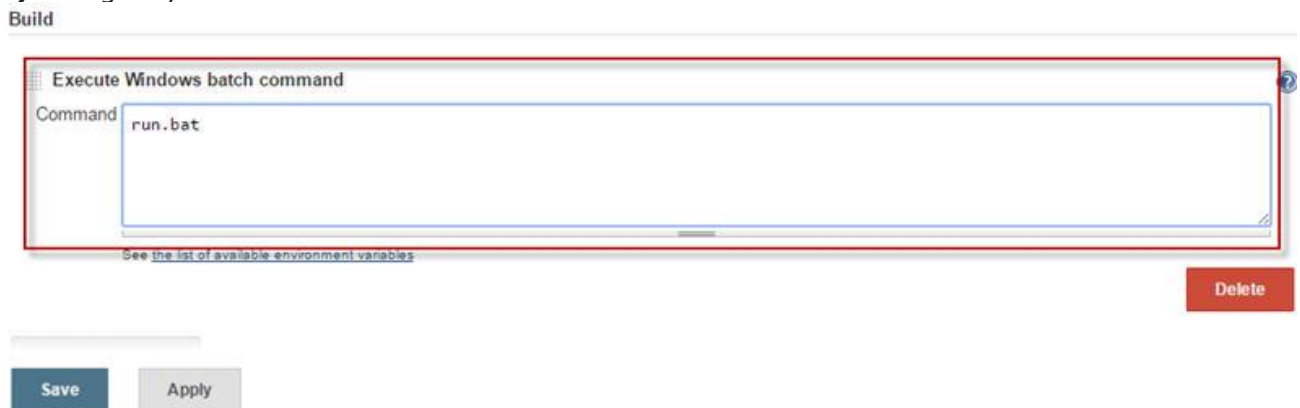 Build
Execute Windows batch command
?
Command
run.bat
See the list of available environment variables
Delete
Save
Apply